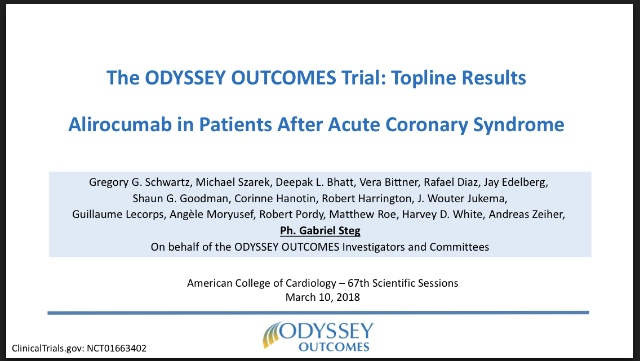 The ODYSSEY OUTCOMES Trial: Topline Results
Alirocumab in Patients After Acute Coronary Syndrome
Gregory G. Schwartz, Michael Szarek, Deepak L. Bhatt, Vera Bittner, Rafael Diaz, Jay Edelberg,
Shaun G. Goodman, Corinne Hanotin, Robert Harrington, J. Wouter Jukema,
Guillaume Lecorps, Angèle Moryusef, Robert Pordy, Matthew Roe, Harvey D. White, Andreas Zeiher,
Ph. Gabriel Steg
On behalf of the ODYSSEY OUTCOMES Investigators and Committees
American College of Cardiology – 67th Scientific Sessions
March 10, 2018
ODYSSEY
OUTCOMES
ClinicalTrials.gov: NCT01663402